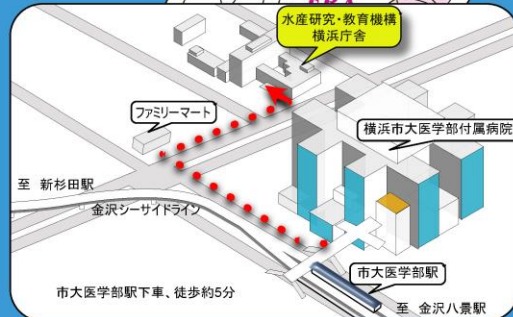 FRA
水産研究・教育機構
横浜庁舎
ファミリーマート
横浜市大医学部付属病院
至 新杉田駅
金沢シーサイドライン
市大医学部駅
市大医学部駅下車、徒歩約5分
至 金沢八景駅